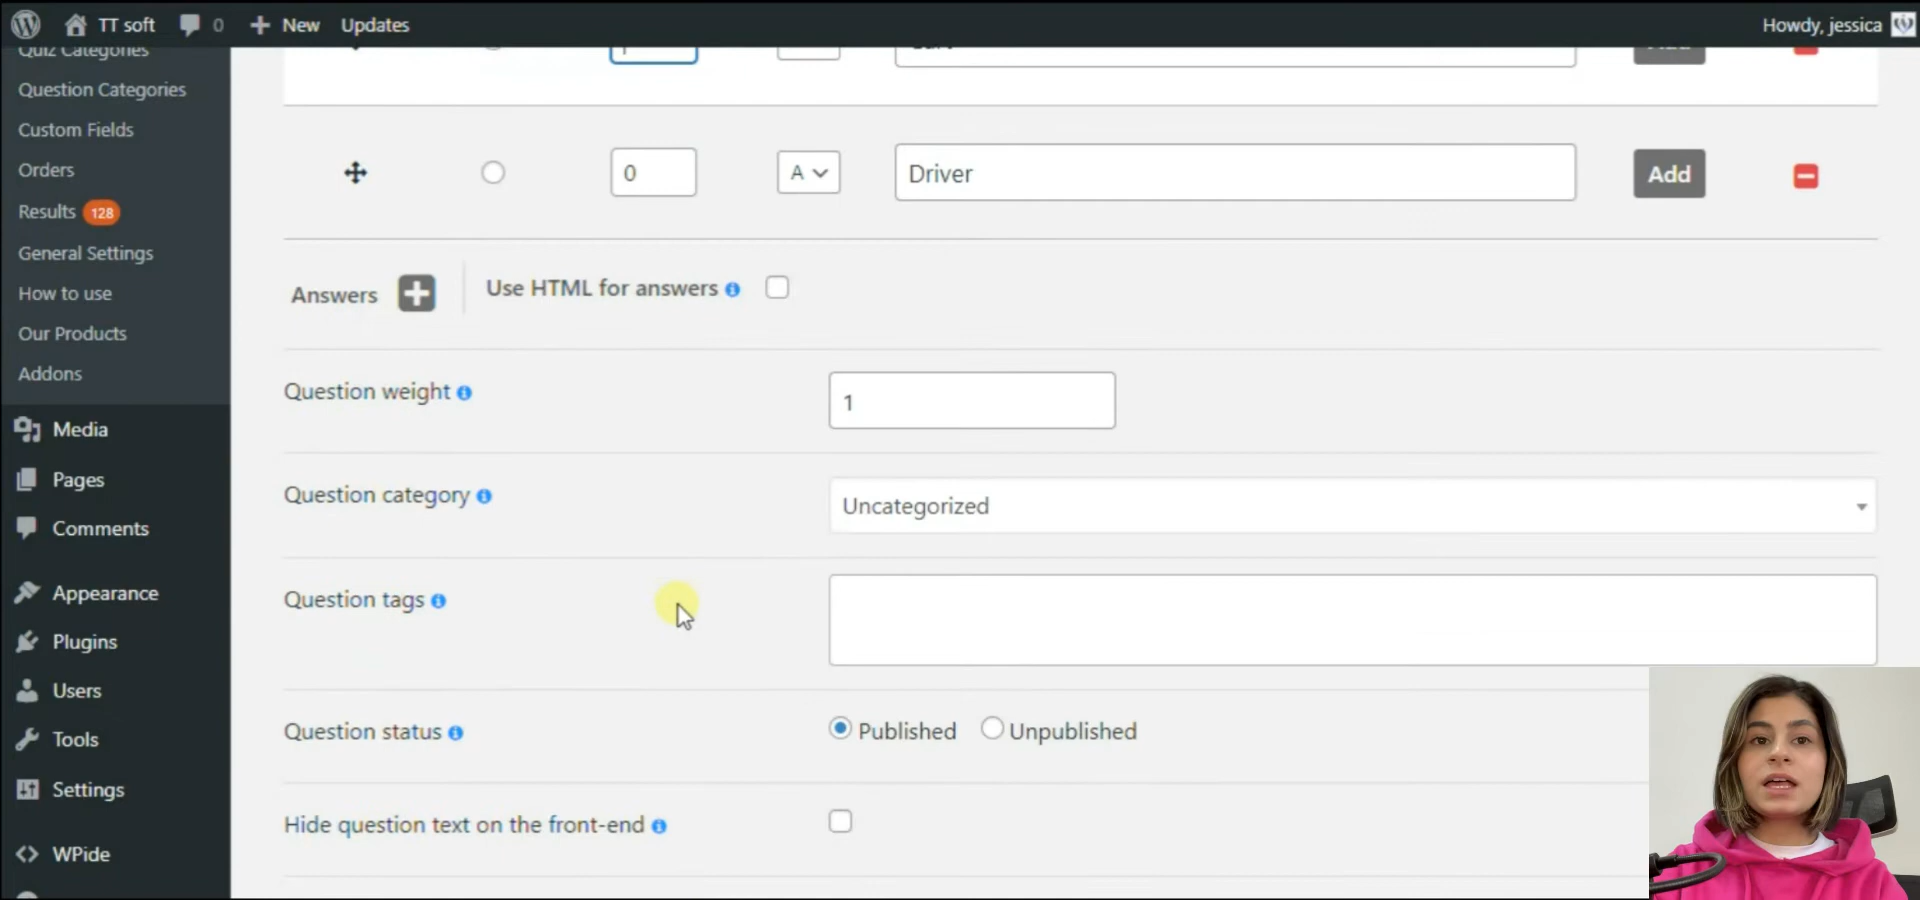 TT soft
0
New
Updates
Howdy, jessica
Quiz Categories
Question Categories
Custom Fields
Orders
Results 128
General Settings
How to use
Our Products
Addons
Media
Pages
Comments
Appearance
Plugins
Users
Tools
Settings
WPide
0
A
Driver
Add
Answers
Use HTML for answers
Question weight
1
Question category
Uncategorized
Question tags
Question status
Published
Unpublished
Hide question text on the front-end